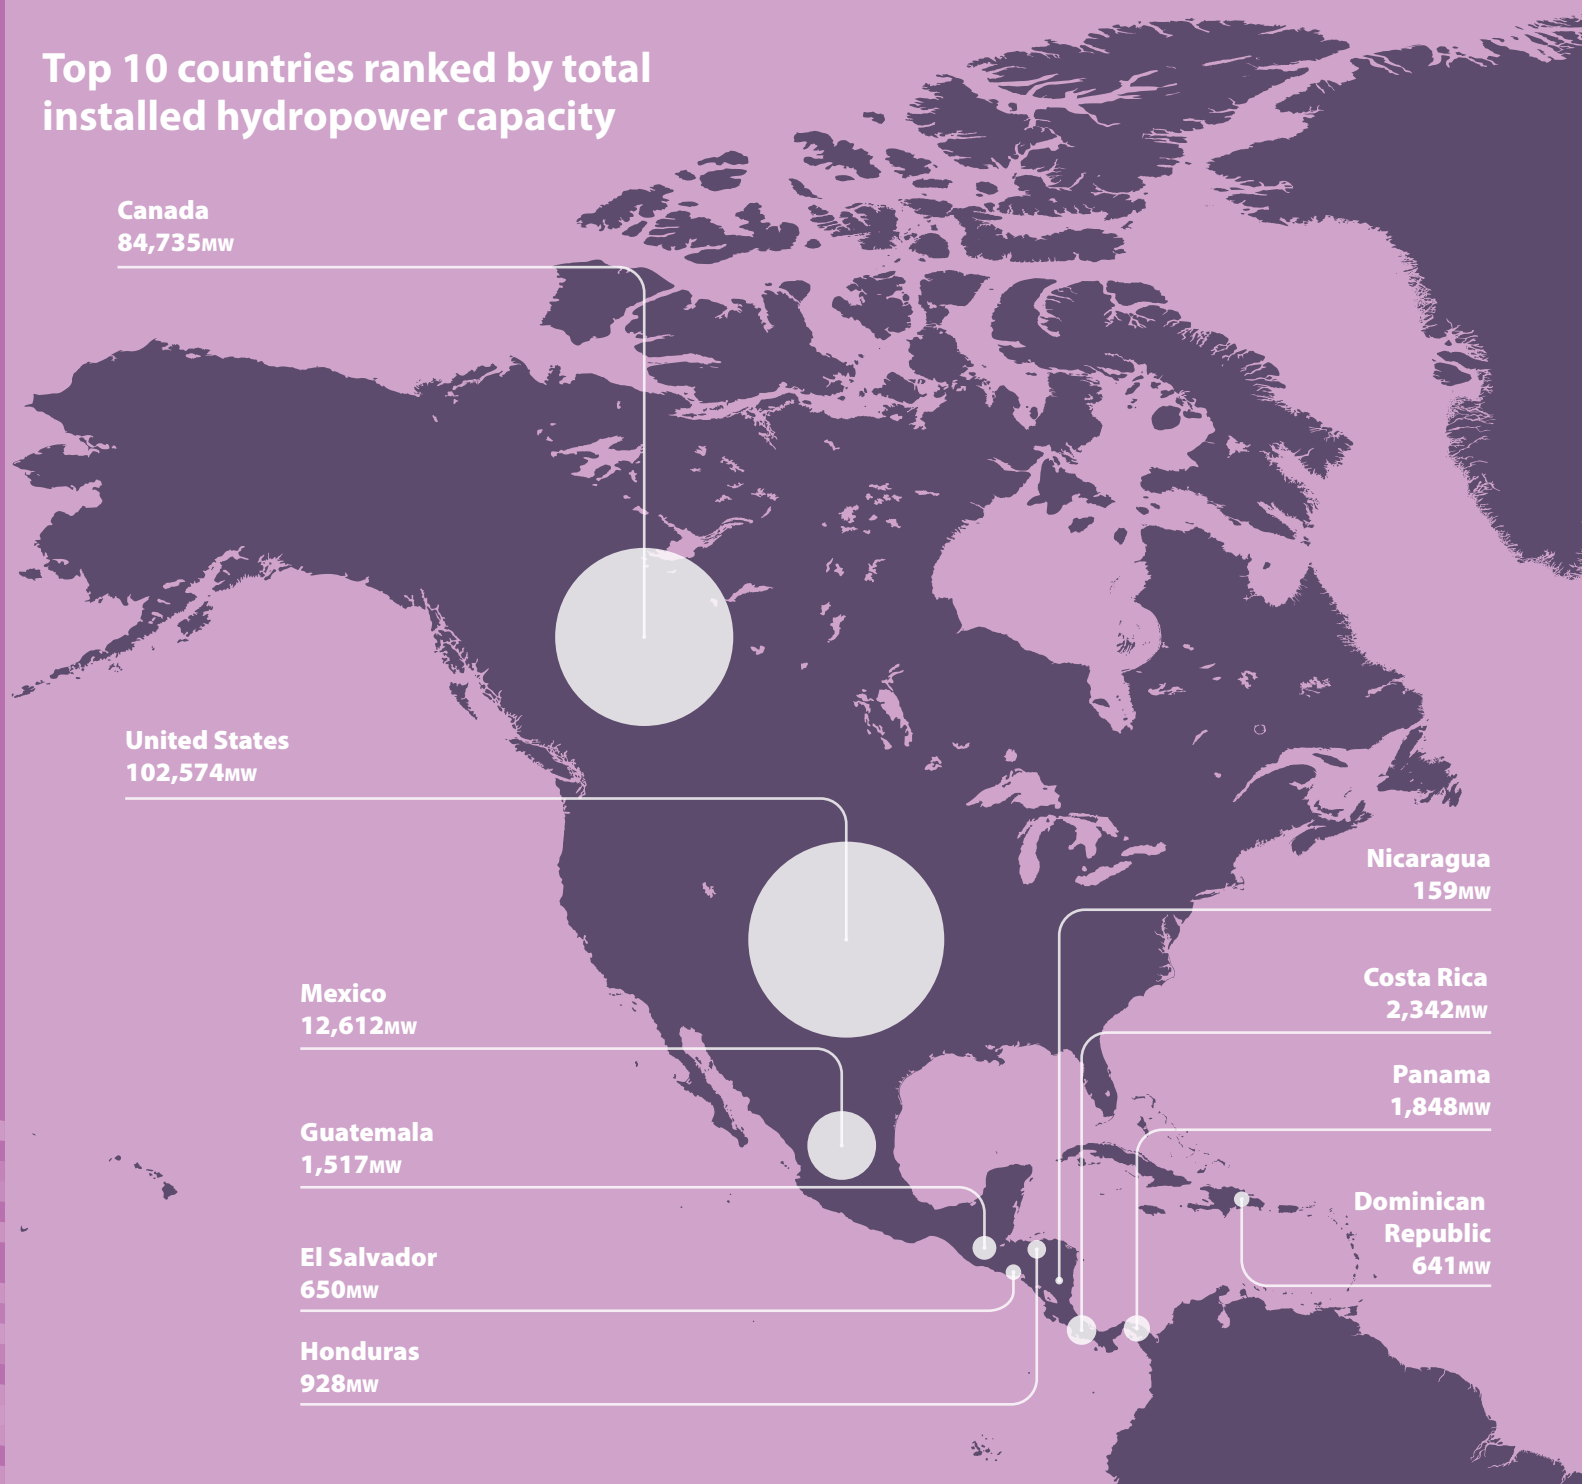 Top 10 countries ranked by total
installed hydropower capacity
Canada
84,735MW
United States
102,574MW
Mexico
12,612MW
Guatemala
1,517MW
El Salvador
650MW
Honduras
928MW
Nicaragua
159MW
Costa Rica
2,342MW
Panama
1,848MW
Dominican
Republic
641MW